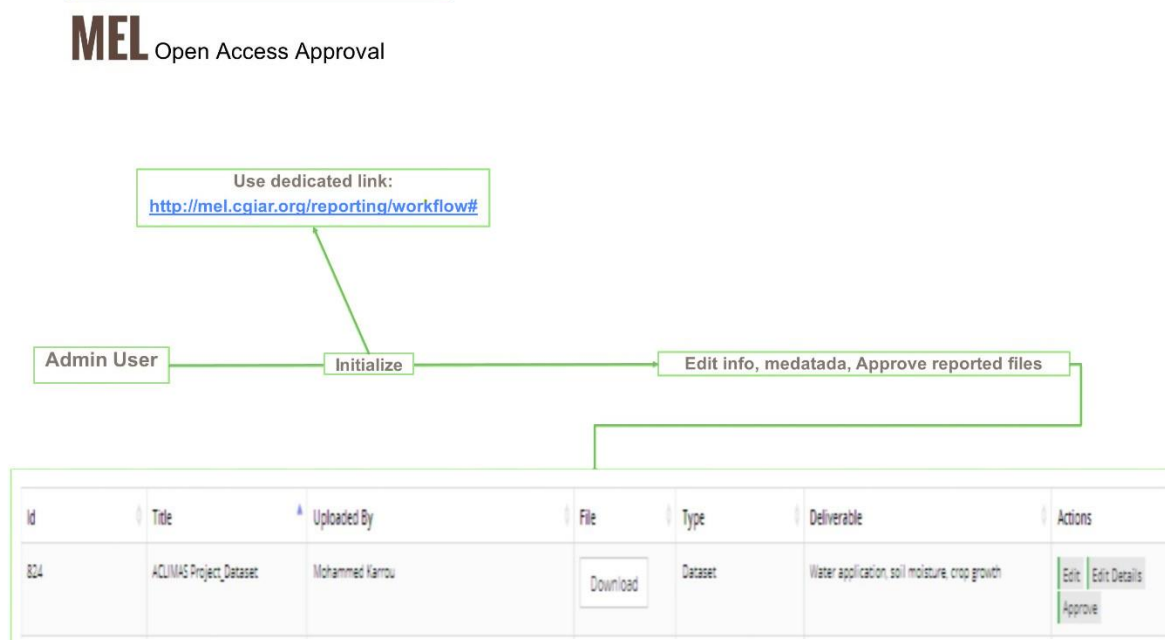 MEL Open Access Approval
Use dedicated link:
http://mel.cgiar.org/reporting/workflow#
Admin User
Initialize
Edit info, medatada, Approve reported files
Id Title Uploaded By File Type Deliverable Actions
824 ACLIMAS Project_Dataset Mohammed Karrou Download Dataset Water application, soil moisture, crop growth Edit Edit Details
Approve